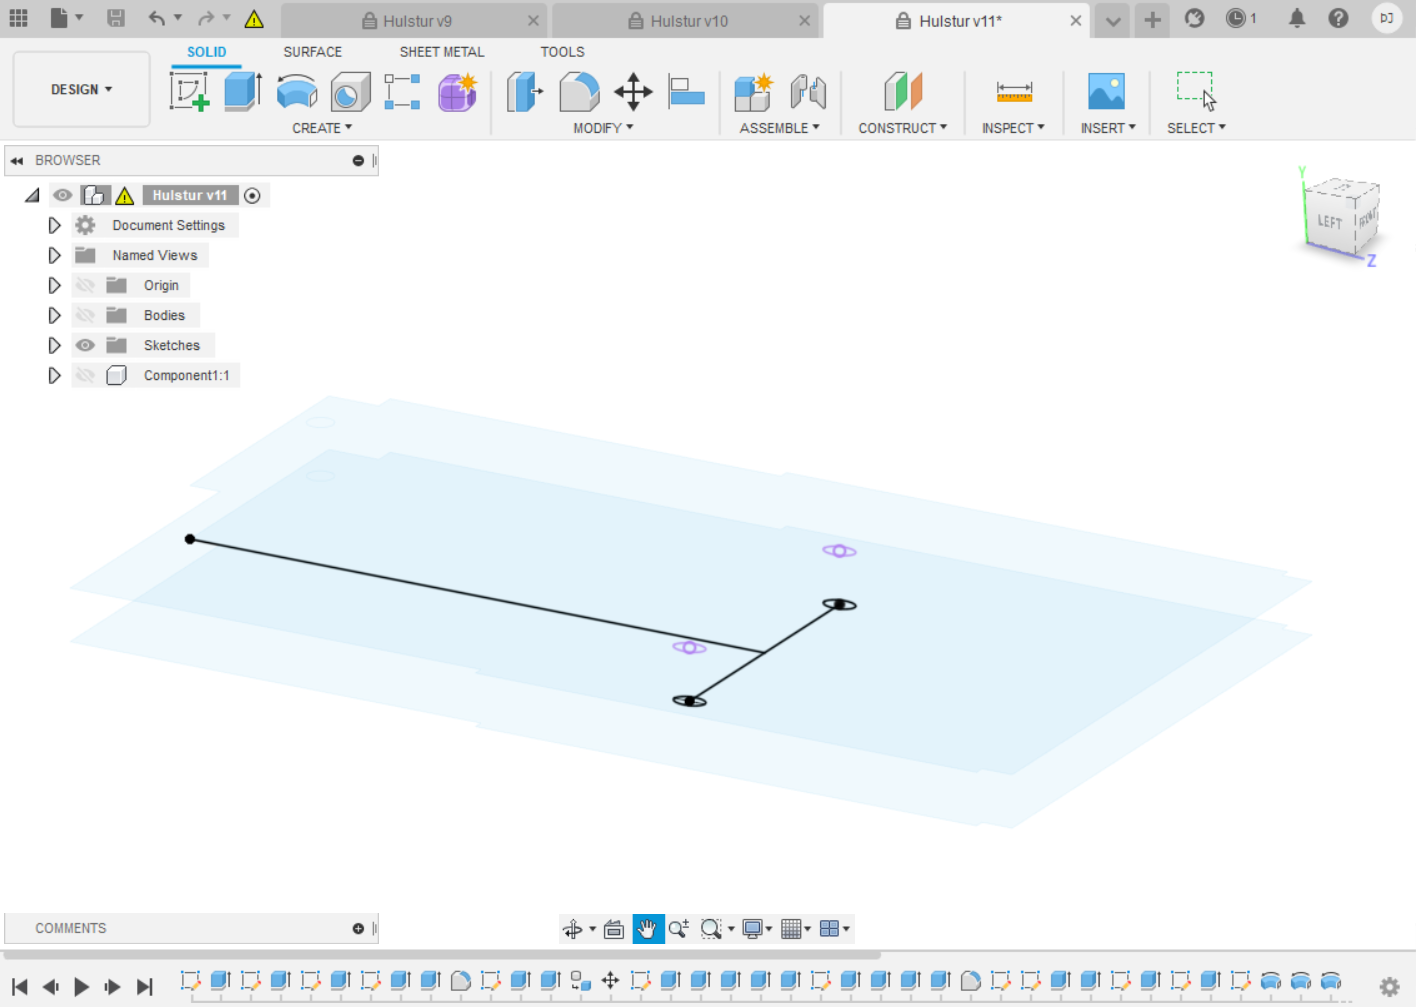 Hulstur v9
Hulstur v10
Hulstur v11*
1
DJ
DESIGN
SOLID
SURFACE
SHEET METAL
TOOLS
CREATE
MODIFY
ASSEMBLE
CONSTRUCT
INSPECT
INSERT
SELECT
BROWSER
Hulstur v11
Document Settings
Named Views
Origin
Bodies
Sketches
Component1:1
Y
LEFT
FRONT
Z
COMMENTS